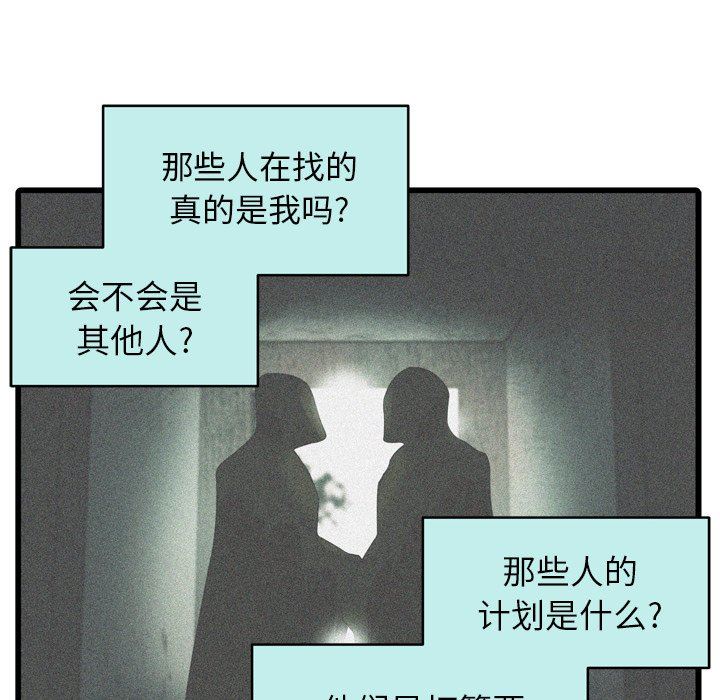 那些人在找的
真的是我吗?
会不会是
其他人?
那些人的
计划是什么?